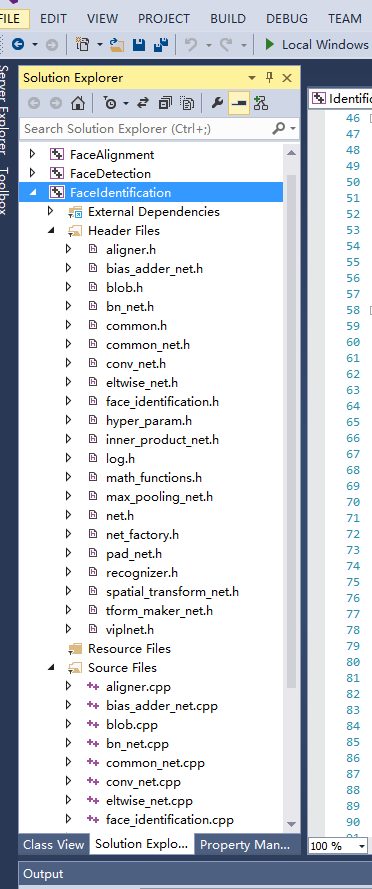 FILE EDIT VIEW PROJECT BUILD DEBUG TEAM
Local Windows
Server Explorer
Toolbox
Solution Explorer
Search Solution Explorer (Ctrl+;)
FaceAlignment
FaceDetection
FaceIdentification
External Dependencies
Header Files
aligner.h
bias_adder_net.h
blob.h
bn_net.h
common.h
common_net.h
conv_net.h
eltwise_net.h
face_identification.h
hyper_param.h
inner_product_net.h
log.h
math_functions.h
max_pooling_net.h
net.h
net_factory.h
pad_net.h
recognizer.h
spatial_transform_net.h
tform_maker_net.h
viplnet.h
Resource Files
Source Files
aligner.cpp
bias_adder_net.cpp
blob.cpp
bn_net.cpp
common_net.cpp
conv_net.cpp
eltwise_net.cpp
face_identification.cpp
Class View Solution Explo... Property Man...
Output
Identific
46
47
48
49
50
51
52
53
54
55
56
57
58
59
60
61
62
63
64
65
66
67
68
69
70
71
72
73
74
75
76
77
78
79
80
81
82
83
84
85
86
87
88
89
90
100 %